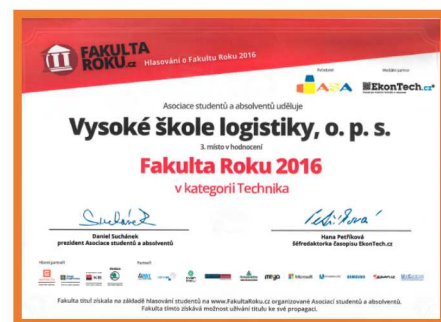 FAKULTA
ROKU.cz
Hlasování o Fakultu Roku 2016
Pořadatel
Mediální partner
ASA
EkonTech.cz
Asociace studentů a absolventů uděluje
Vysoké škole logistiky, o. p. s.
3. místo v hodnocení
Fakulta Roku 2016
v kategorii Technika
Daniel Suchánek
prezident Asociace studentů a absolventů
Hana Petříková
šéfredaktorka časopisu EkonTech.cz
Hlavní partneři
Partneři
Microsoft
SAMSUNG
Fakulta titul získala na základě hlasování studentů na www.FakultaRoku.cz organizované Asociací studentů a absolventů.
Fakulta tímto získává možnost užívání titulu ke své propagaci.